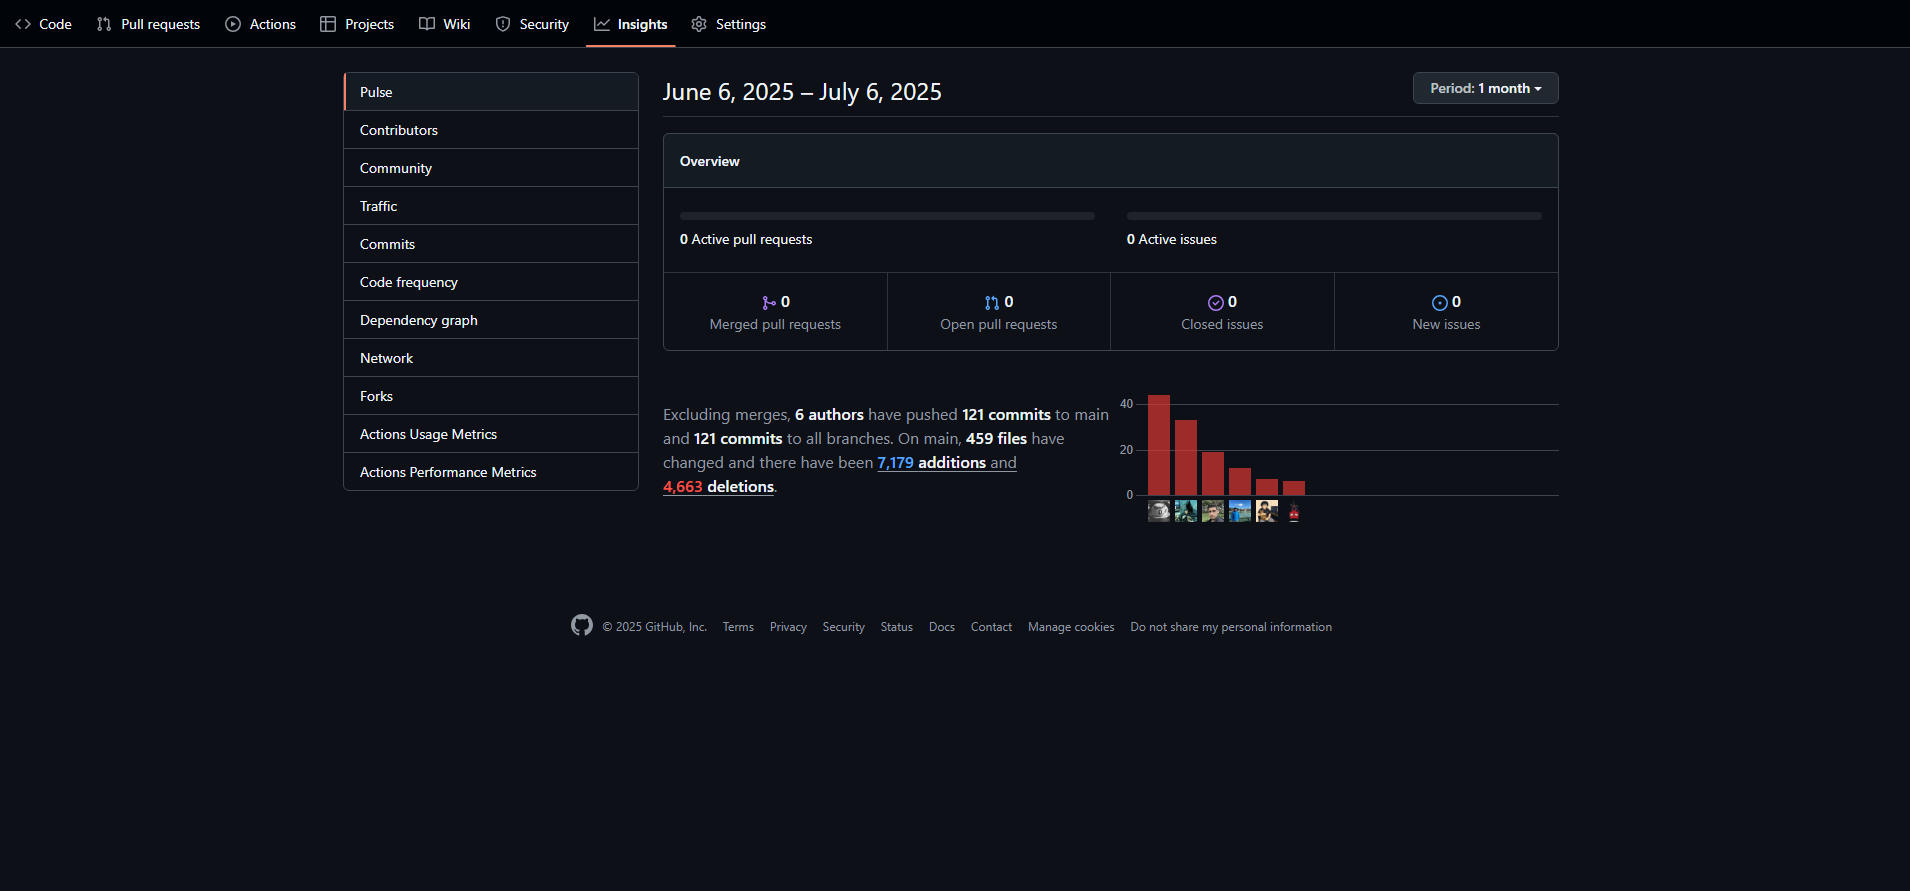 Code Pull requests Actions Projects Wiki Security Insights Settings
Pulse
Contributors
Community
Traffic
Commits
Code frequency
Dependency graph
Network
Forks
Actions Usage Metrics
Actions Performance Metrics
June 6, 2025 – July 6, 2025
Period: 1 month
Overview
0 Active pull requests
0 Active issues
0
Merged pull requests
0
Open pull requests
0
Closed issues
0
New issues
Excluding merges, 6 authors have pushed 121 commits to main
and 121 commits to all branches. On main, 459 files have
changed and there have been 7,179 additions and
4,663 deletions.
40
20
0
© 2025 GitHub, Inc. Terms Privacy Security Status Docs Contact Manage cookies Do not share my personal information